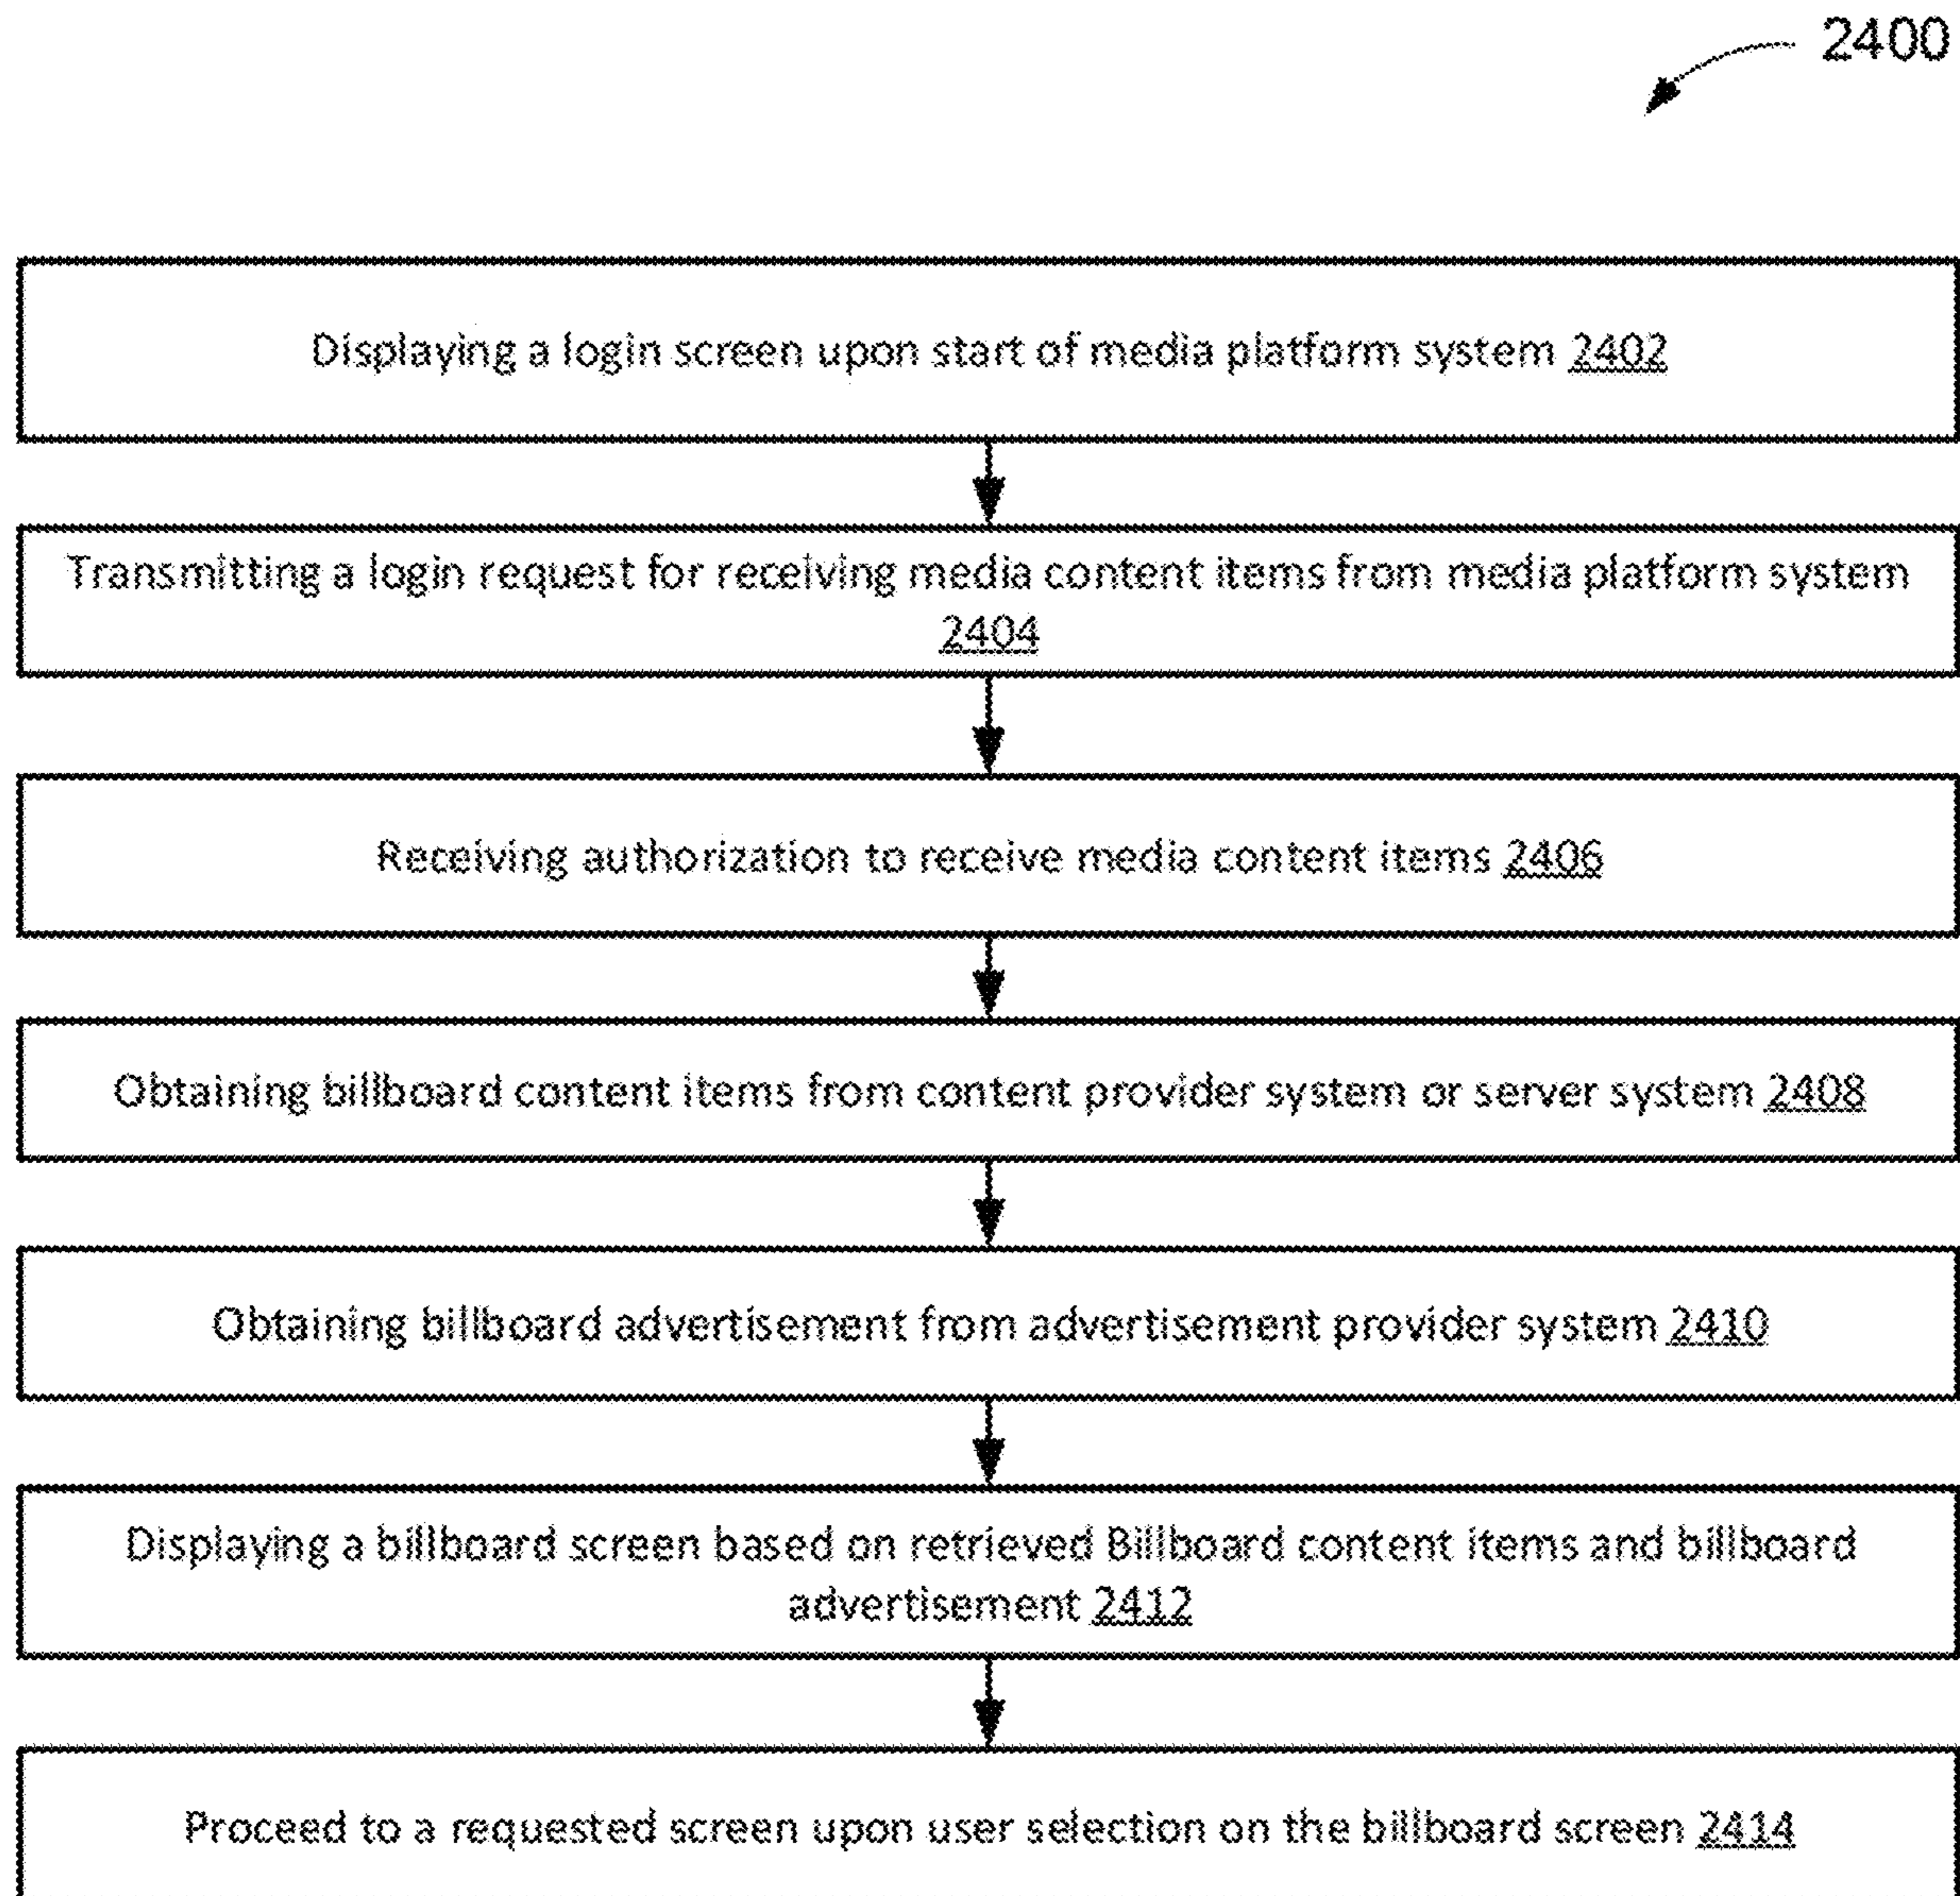 2400
Displaying a login screen upon start of media platform system 2402
Transmitting a login request for receiving media content items from media platform system
2404
Receiving authorization to receive media content items 2406
Obtaining billboard content items from content provider system or server system 2408
Obtaining billboard advertisement from advertisement provider system 2410
Displaying a billboard screen based on retrieved Billboard content items and billboard
advertisement 2412
Proceed to a requested screen upon user selection on the billboard screen 2414